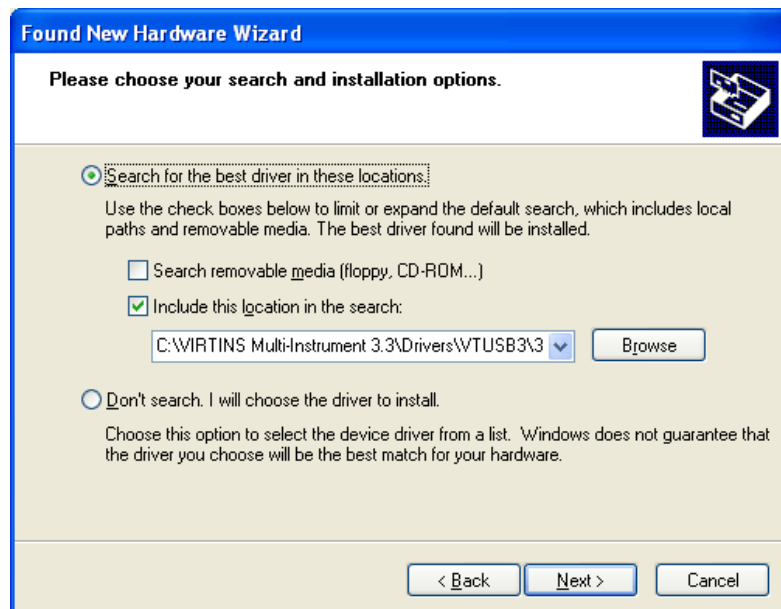 Found New Hardware Wizard
Please choose your search and installation options.
Search for the best driver in these locations.
Use the check boxes below to limit or expand the default search, which includes local
paths and removable media. The best driver found will be installed.
Search removable media (floppy, CD-ROM...)
Include this location in the search:
C:\VIRTINS Multi-Instrument 3.3\Drivers\VTUSB3\3
Browse
Don't search. I will choose the driver to install.
Choose this option to select the device driver from a list. Windows does not guarantee that
the driver you choose will be the best match for your hardware.
< Back Next > Cancel